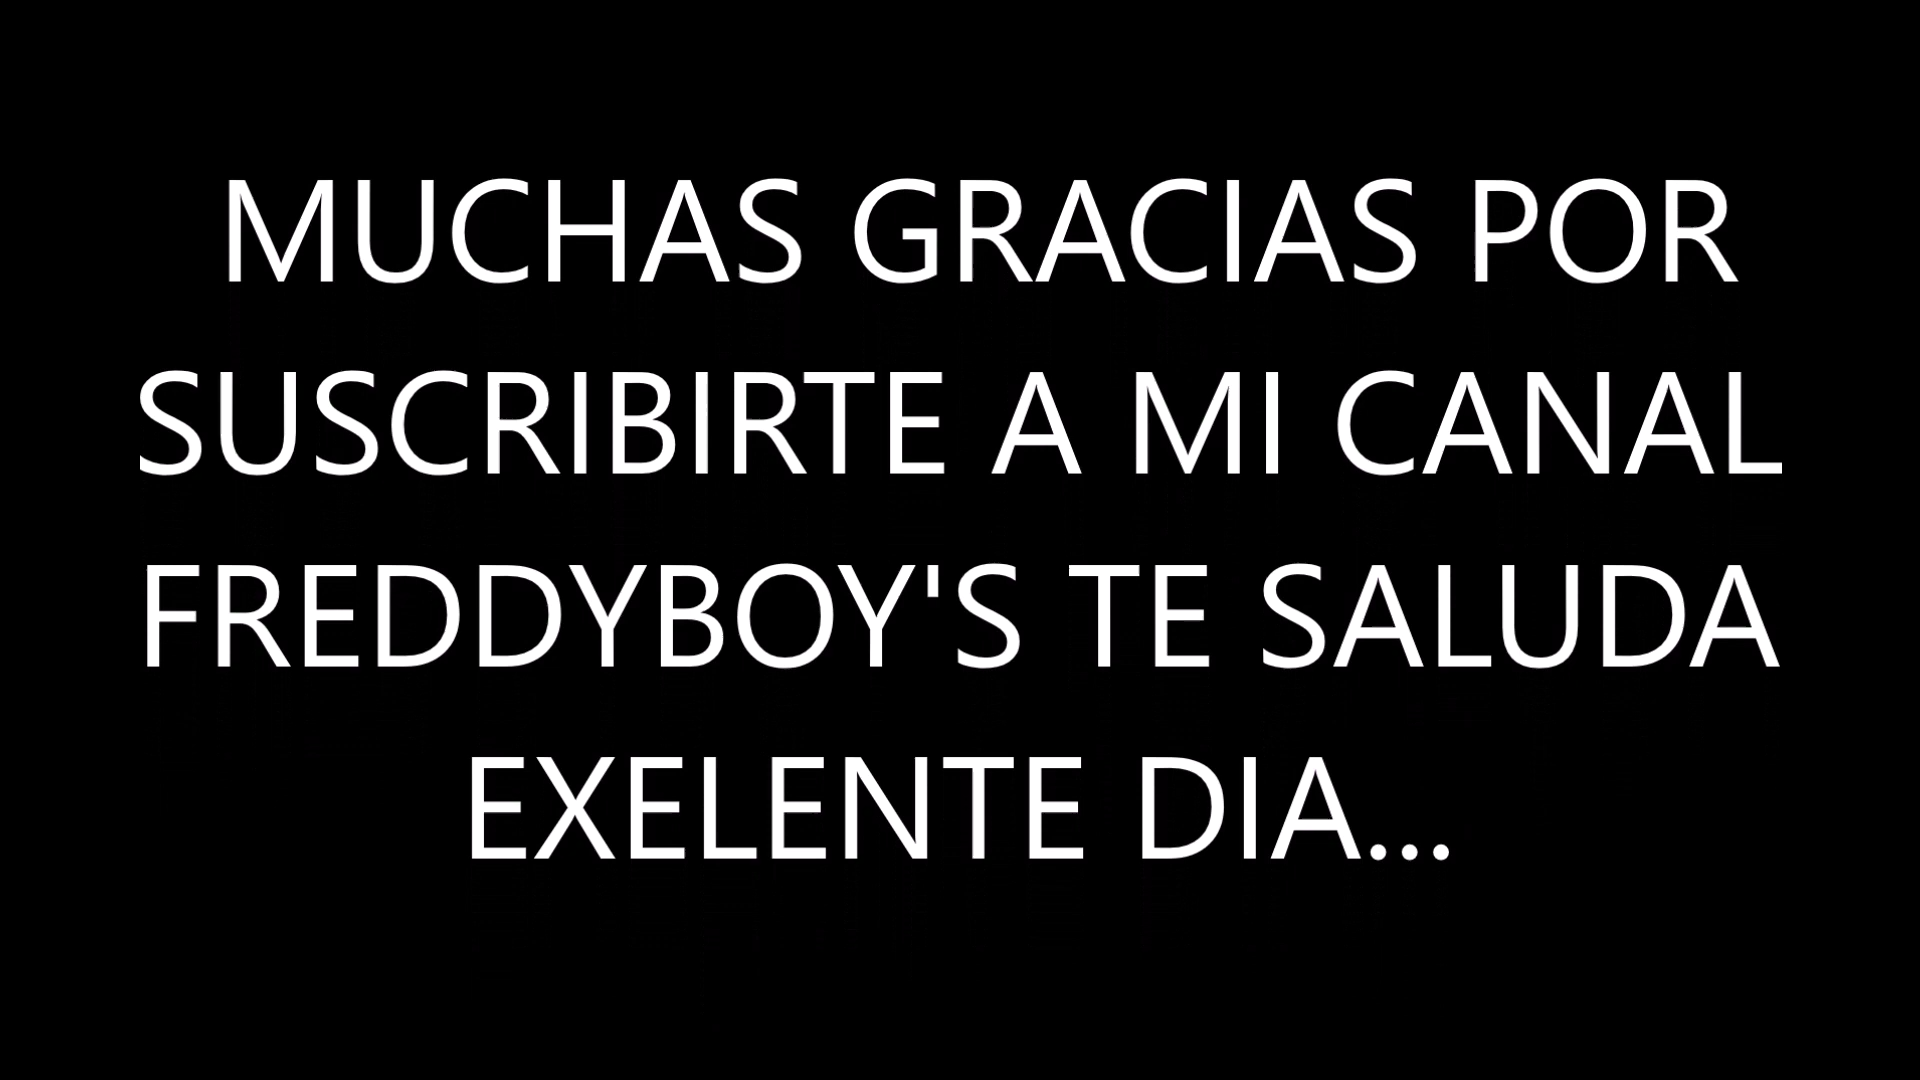 MUCHAS GRACIAS POR
SUSCRIBIRTE A MI CANAL
FREDDYBOY'S TE SALUDA
EXELENTE DIA...